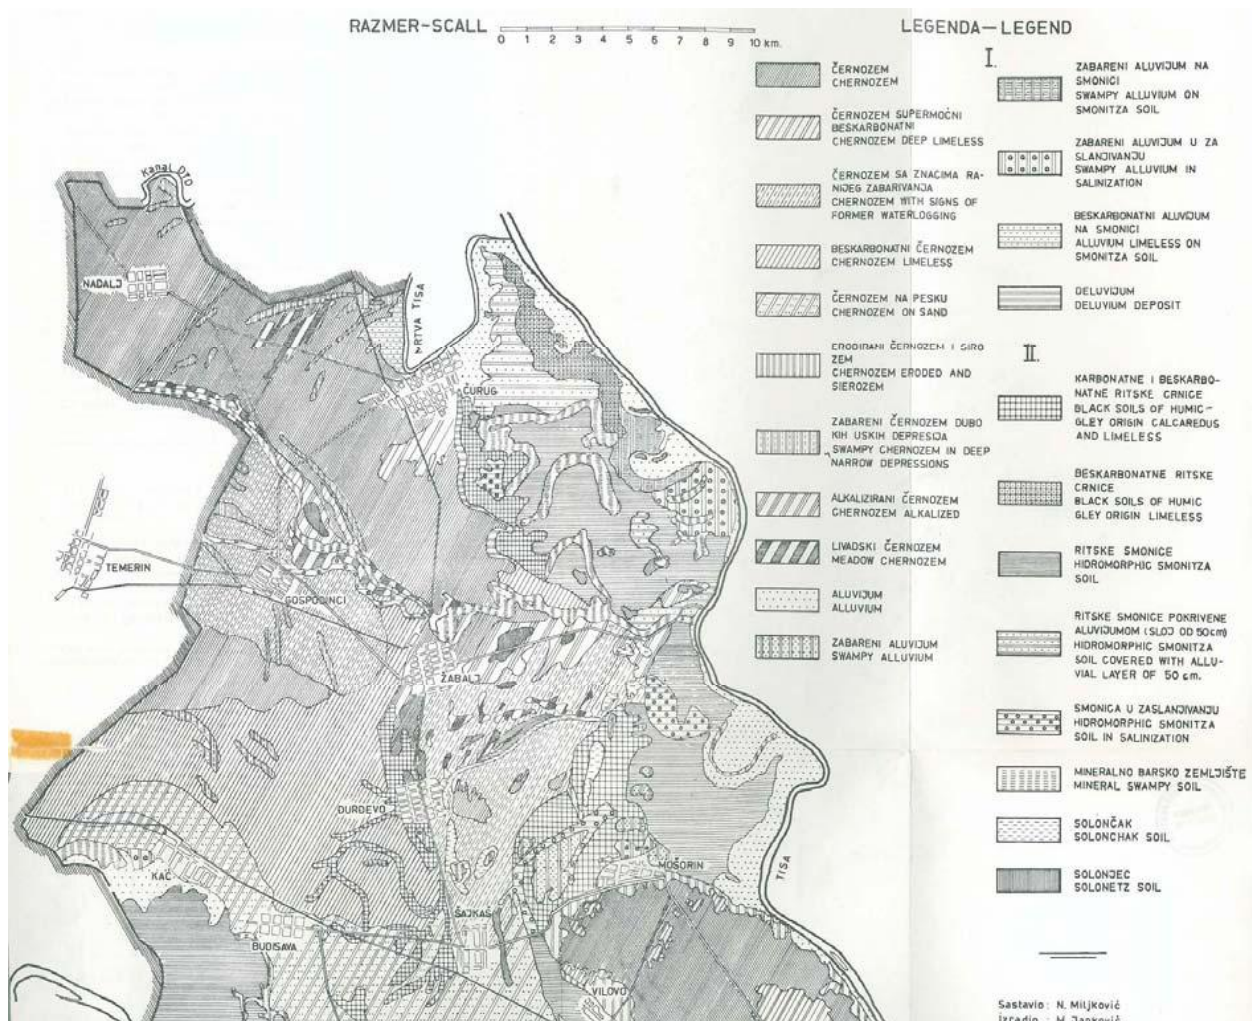 RAZMER-SCALL
0 1 2 3 4 5 6 7 8 9 10 km.
LEGENDA—LEGEND
I.
ČERNOZEM
CHERNOZEM
ČERNOZEM SUPERMOĆNI
BESKARBONATNI
CHERNOZEM DEEP LIMELESS
ČERNOZEM SA ZNACIMA RA-
NIJEG ZABARIVANJA
CHERNOZEM WITH SIGNS OF
FORMER WATERLOGGING
BESKARBONATNI ČERNOZEM
CHERNOZEM LIMELESS
ČERNOZEM NA PESKU
CHERNOZEM ON SAND
ERODIRANI ČERNOZEM I SIRO
ZEM
CHERNOZEM ERODED AND
SIEROZEM
ZABARENI ČERNOZEM DUBO
KIH USKIH DEPRESIJA
SWAMPY CHERNOZEM IN DEEP
NARROW DEPRESSIONS
ALKALIZIRANI ČERNOZEM
CHERNOZEM ALKALIZED
LIVADSKI ČERNOZEM
MEADOW CHERNOZEM
ALUVIJUM
ALLUVIUM
ZABARENI ALUVIJUM
SWAMPY ALLUVIUM
ZABARENI ALUVIJUM NA
SMONICI
SWAMPY ALLUVIUM ON
SMONITZA SOIL
ZABARENI ALUVIJUM U ZA
SLANJIVANJU
SWAMPY ALLUVIUM IN
SALINIZATION
BESKARBONATNI ALUVIJUM
NA SMONICI
ALLUVIUM LIMELESS ON
SMONITZA SOIL
DELUVIJUM
DELUVIUM DEPOSIT
II.
KARBONATNE I BESKARBO-
NATNE RITSKE CRNICE
BLACK SOILS OF HUMIC-
GLEY ORIGIN CALCAREDUS
AND LIMELESS
BESKARBONATNE RITSKE
CRNICE
BLACK SOILS OF HUMIC
GLEY ORIGIN LIMELESS
RITSKE SMONICE
HIDROMORPHIC SMONITZA
SOIL
RITSKE SMONICE POKRIVENE
ALUVIJUMOM (SLOJ OD 50cm)
HIDROMORPHIC SMONITZA
SOIL COVERED WITH ALLU-
VIAL LAYER OF 50 cm.
SMONICA U ZASLANJIVANJU
HIDROMORPHIC SMONITZA
SOIL IN SALINIZATION
MINERALNO BARSKO ZEMLJIŠTE
MINERAL SWAMPY SOIL
SOLONČAK
SOLONCHAK SOIL
SOLONJEC
SOLONETZ SOIL
Sastavio: N. Miljković
Izradio : M. Janković
Kanal DTD
NADALJ
MRTVA TISA
ČURUG
TEMERIN
GOSPOĐINCI
ŽABALJ
ĐURĐEVO
MOŠORIN
TISA
KAĆ
ŠAJKAŠ
BUDISAVA
VILOVO